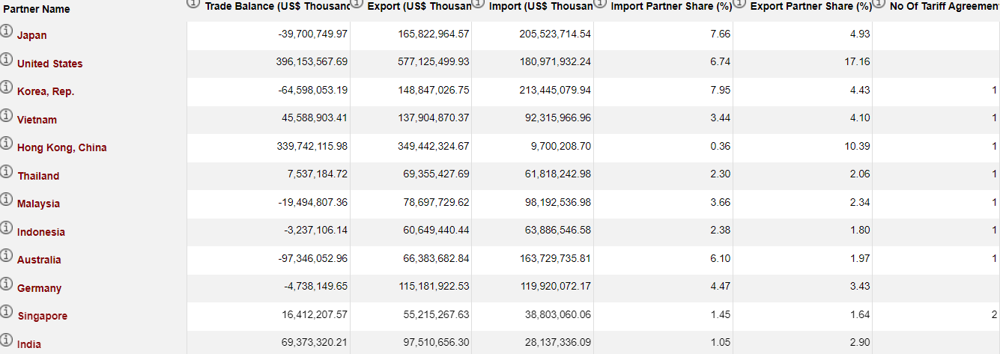 Partner Name Trade Balance (US$ Thousand Export (US$ Thousan Import (US$ Thousan Import Partner Share (%) Export Partner Share (%) No Of Tariff Agreemen
Japan -39,700,749.97 165,822,964.57 205,523,714.54 7.66 4.93
United States 396,153,567.69 577,125,499.93 180,971,932.24 6.74 17.16
Korea, Rep. -64,598,053.19 148,847,026.75 213,445,079.94 7.95 4.43 1
Vietnam 45,588,903.41 137,904,870.37 92,315,966.96 3.44 4.10 1
Hong Kong, China 339,742,115.98 349,442,324.67 9,700,208.70 0.36 10.39 1
Thailand 7,537,184.72 69,355,427.69 61,818,242.98 2.30 2.06 1
Malaysia -19,494,807.36 78,697,729.62 98,192,536.98 3.66 2.34 1
Indonesia -3,237,106.14 60,649,440.44 63,886,546.58 2.38 1.80 1
Australia -97,346,052.96 66,383,682.84 163,729,735.81 6.10 1.97 1
Germany -4,738,149.65 115,181,922.53 119,920,072.17 4.47 3.43
Singapore 16,412,207.57 55,215,267.63 38,803,060.06 1.45 1.64 2
India 69,373,320.21 97,510,656.30 28,137,336.09 1.05 2.90